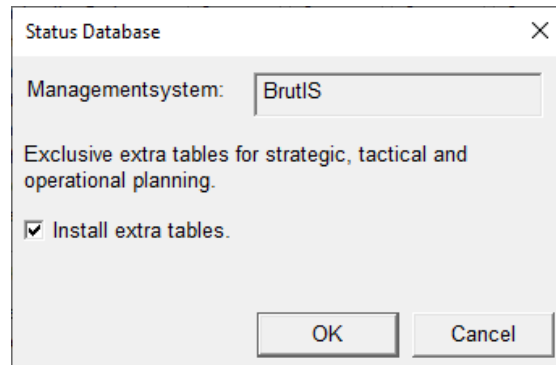 Status Database
Managementsystem: BrutIS
Exclusive extra tables for strategic, tactical and
operational planning.
Install extra tables.
OK Cancel